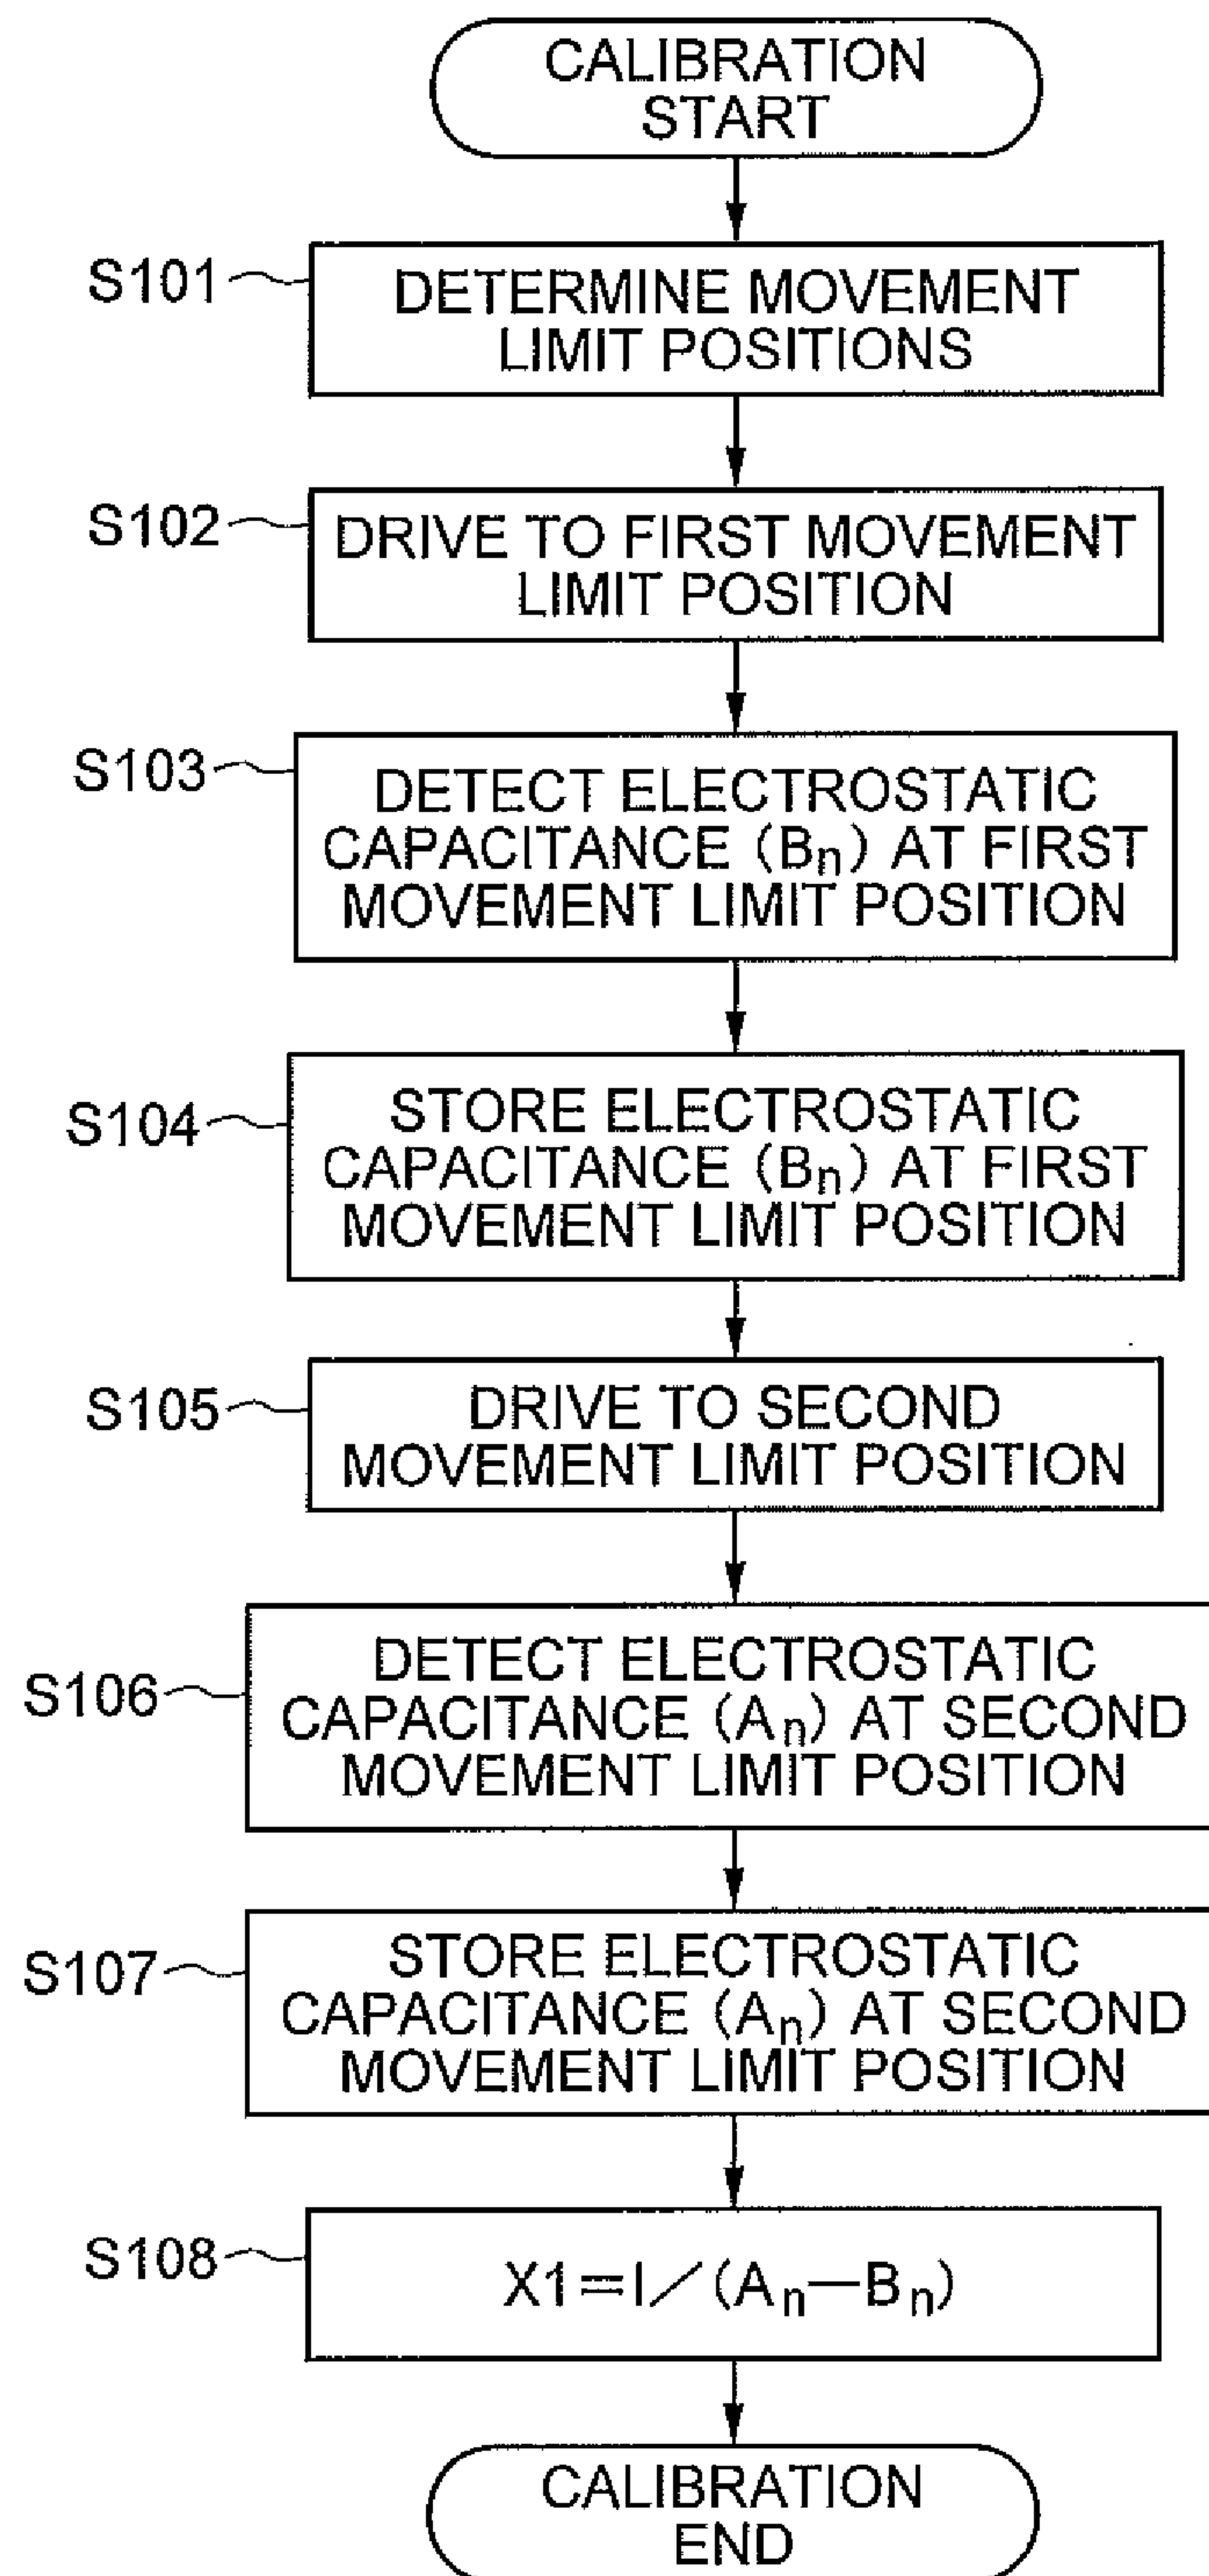 CALIBRATION
START
S101
DETERMINE MOVEMENT
LIMIT POSITIONS
S102
DRIVE TO FIRST MOVEMENT
LIMIT POSITION
S103
DETECT ELECTROSTATIC
CAPACITANCE (Bn) AT FIRST
MOVEMENT LIMIT POSITION
S104
STORE ELECTROSTATIC
CAPACITANCE (Bn) AT FIRST
MOVEMENT LIMIT POSITION
S105
DRIVE TO SECOND
MOVEMENT LIMIT POSITION
S106
DETECT ELECTROSTATIC
CAPACITANCE (An) AT SECOND
MOVEMENT LIMIT POSITION
S107
STORE ELECTROSTATIC
CAPACITANCE (An) AT SECOND
MOVEMENT LIMIT POSITION
S108
X1=l/(An—Bn)
CALIBRATION
END